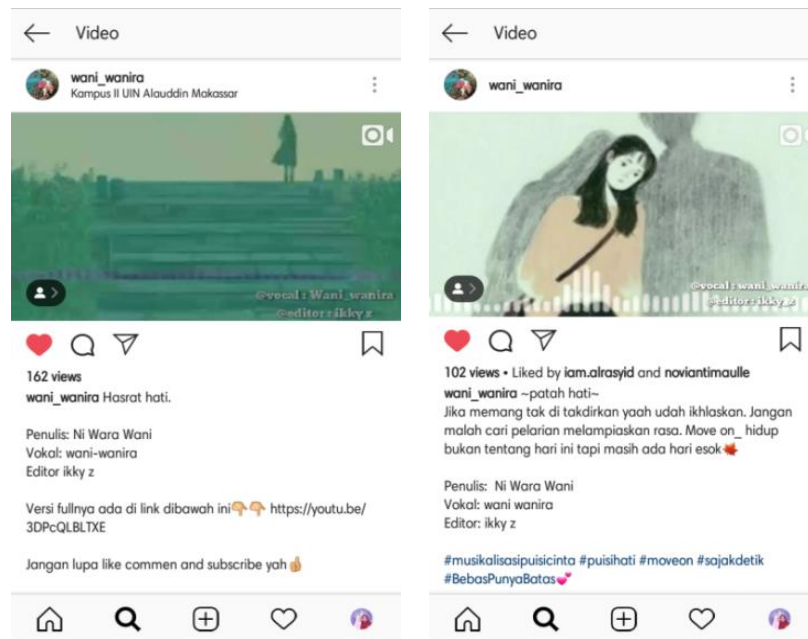 Video
wani_wanira
Kampus II UIN Alauddin Makassar
@vocal : Wani_wanira
@editor : ikky z
162 views
wani_wanira Hasrat hati.
Penulis: Ni Wara Wani
Vokal: wani-wanira
Editor ikky z
Versi fullnya ada di link dibawah ini👇👇 https://youtu.be/
3DPcQLBLTXE
Jangan lupa like commen and subscribe yah👍
Video
wani_wanira
@vocal : wani_wanira
@editor : ikky z
102 views • Liked by iam.alrasyid and noviantimaulle
wani_wanira ~patah hati~
Jika memang tak di takdirkan yaah udah ikhlaskan. Jangan
malah cari pelarian melampiaskan rasa. Move on_ hidup
bukan tentang hari ini tapi masih ada hari esok🍁
Penulis: Ni Wara Wani
Vokal: wani wanira
Editor: ikky z
#musikalisasipuisicinta #puisihati #moveon #sajakdetik
#BebasPunyaBatas💕